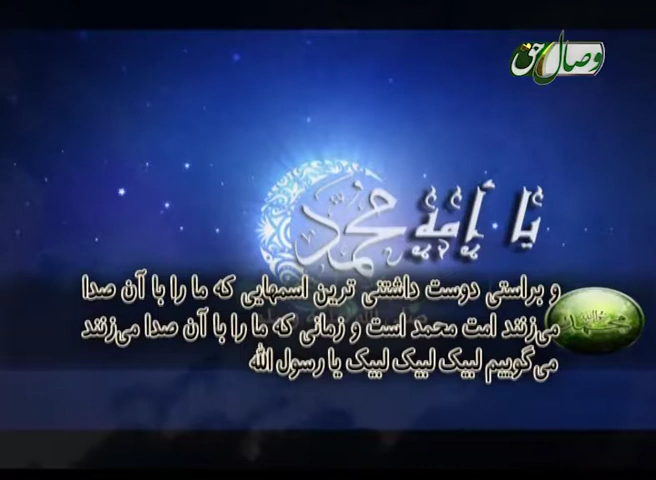 وصال حق
یا أمة محمد
و براستی دوست داشتنی ترین اسمهایی که ما را با آن صدا
می‌زنند امت محمد است و زمانی که ما را با آن صدا می‌زنند
می‌گوییم لبیک لبیک لبیک یا رسول الله